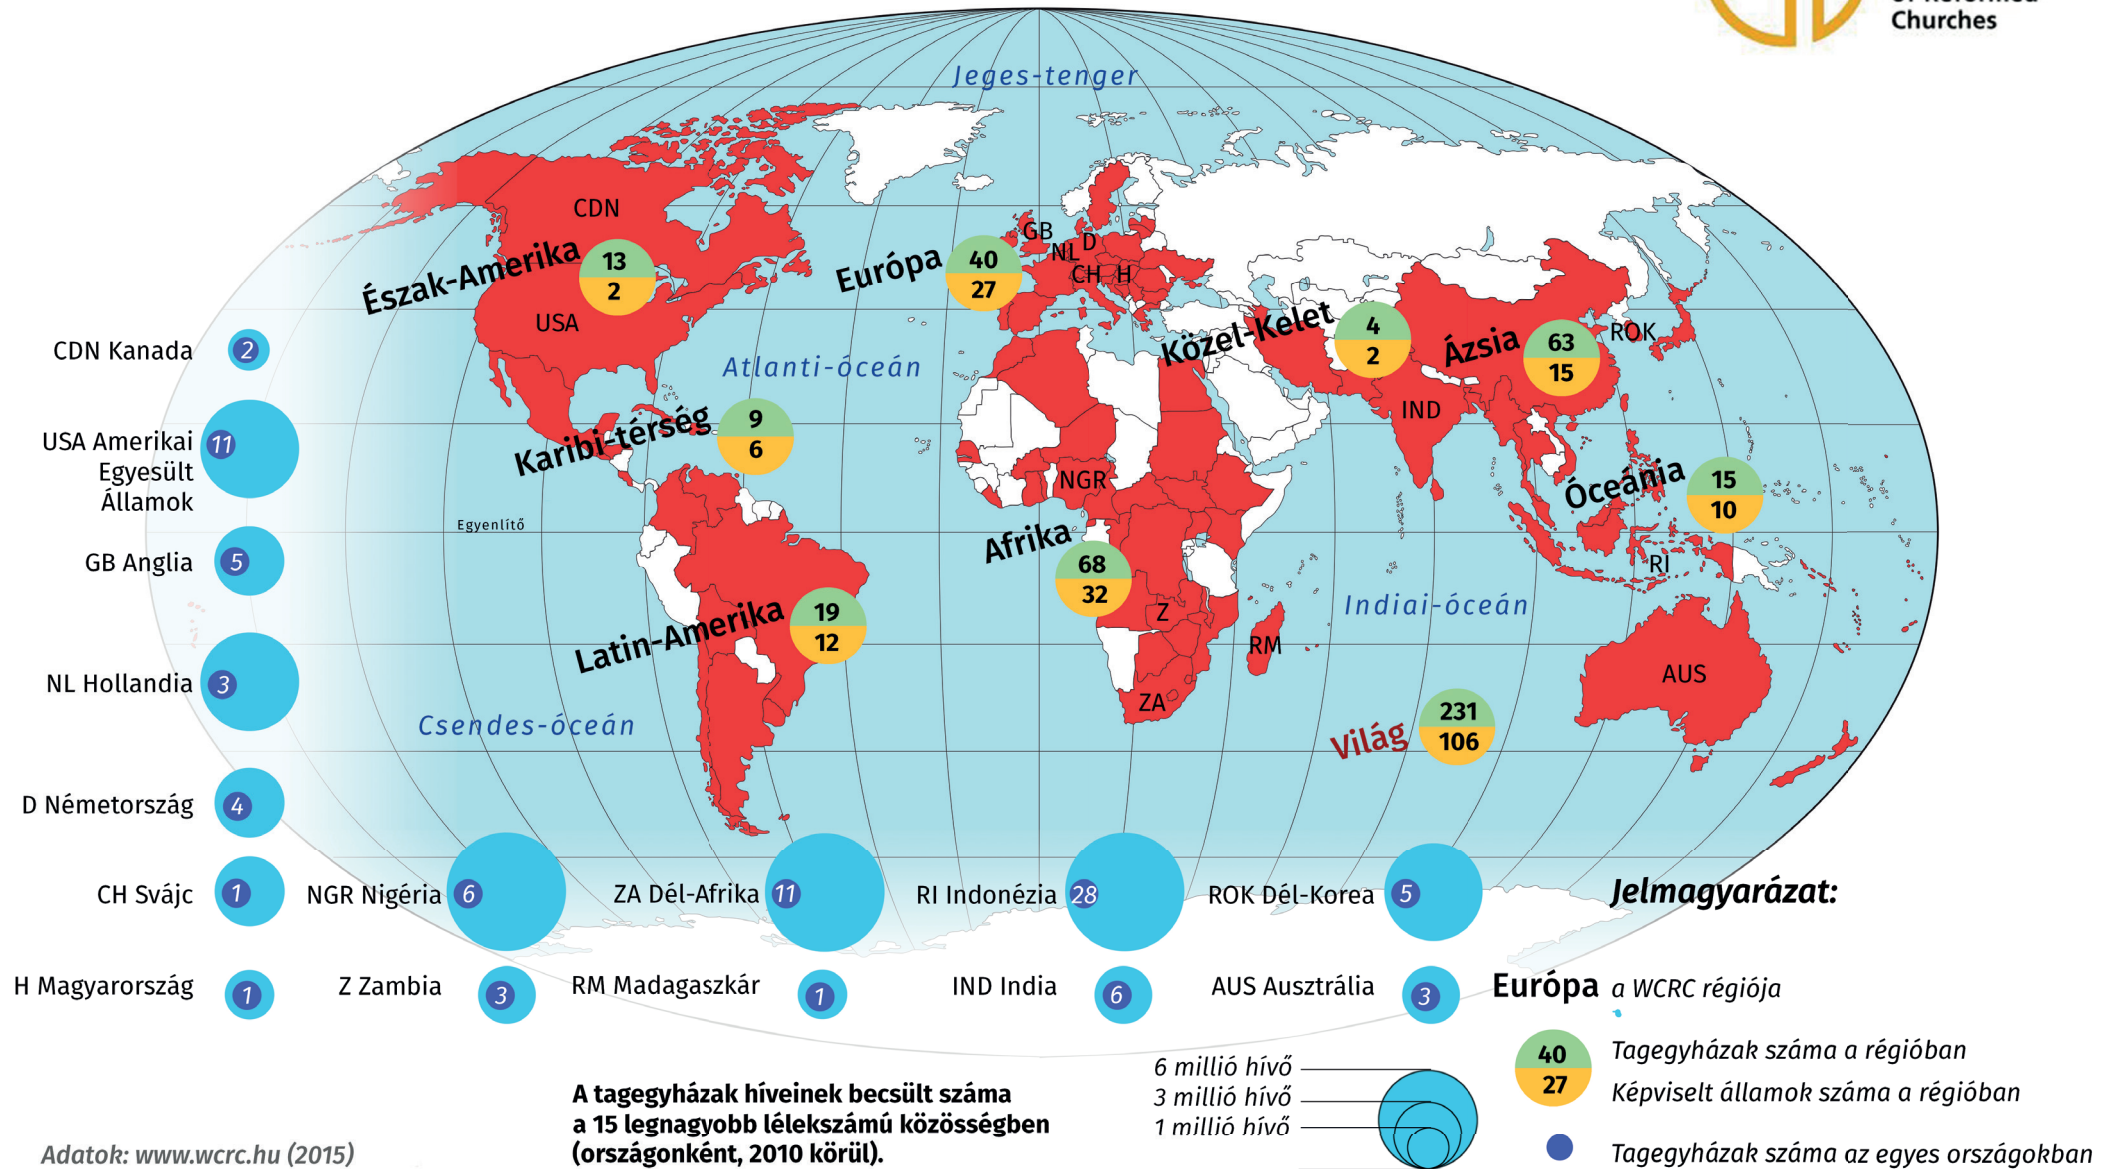 Churches
Jeges-tenger
CDN
Észak-Amerika
13
2
USA
Európa
40
27
GB
NL
D
CH
H
Közel-Kelet
4
2
Ázsia
63
15
ROK
IND
Atlanti-óceán
Karibi-térség
9
6
NGR
Óceánia
15
10
RI
Egyenlítő
Afrika
68
32
Z
RM
ZA
Indiai-óceán
AUS
Latin-Amerika
19
12
Csendes-óceán
Világ
231
106
CDN Kanada
2
USA Amerikai
Egyesült
Államok
11
GB Anglia
5
NL Hollandia
3
D Németország
4
CH Svájc
1
NGR Nigéria
6
ZA Dél-Afrika
11
RI Indonézia
28
ROK Dél-Korea
5
H Magyarország
1
Z Zambia
3
RM Madagaszkár
1
IND India
6
AUS Ausztrália
3
Jelmagyarázat:
Európa a WCRC régiója
40
27
Tagegyházak száma a régióban
Képviselt államok száma a régióban
Tagegyházak száma az egyes országokban
6 millió hívő
3 millió hívő
1 millió hívő
A tagegyházak híveinek becsült száma
a 15 legnagyobb lélekszámú közösségben
(országonként, 2010 körül).
Adatok: www.wcrc.hu (2015)